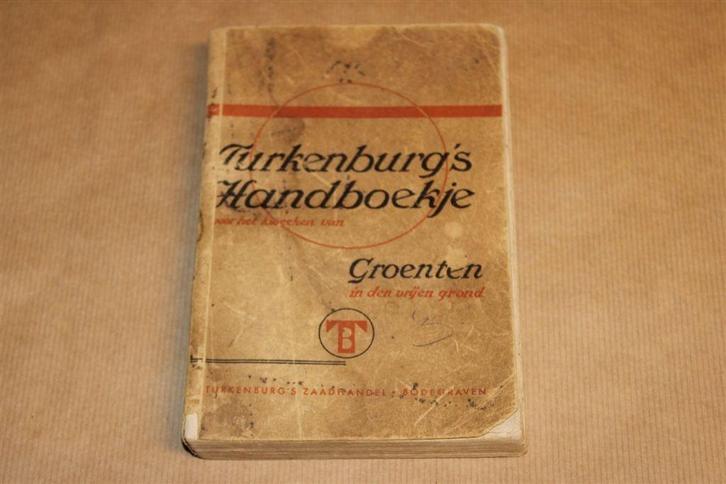 Turkenburg's
Handboekje
voor het kweeken van
Groenten
in den vrijen grond
TB
TURKENBURG'S ZAADHANDEL - BODEGRAVEN